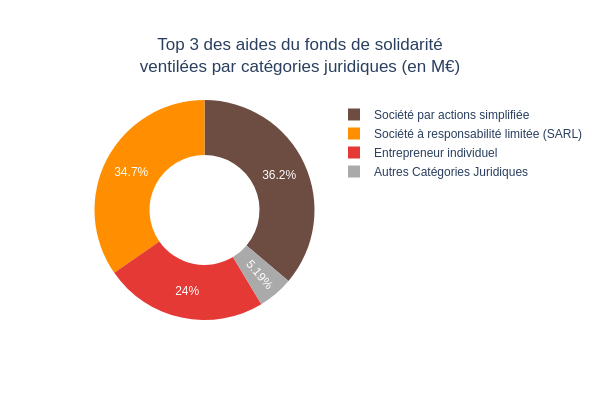 Top 3 des aides du fonds de solidarité
ventilées par catégories juridiques (en M€)
Société par actions simplifiée
Société à responsabilité limitée (SARL)
Entrepreneur individuel
Autres Catégories Juridiques
34.7%
36.2%
5.19%
24%